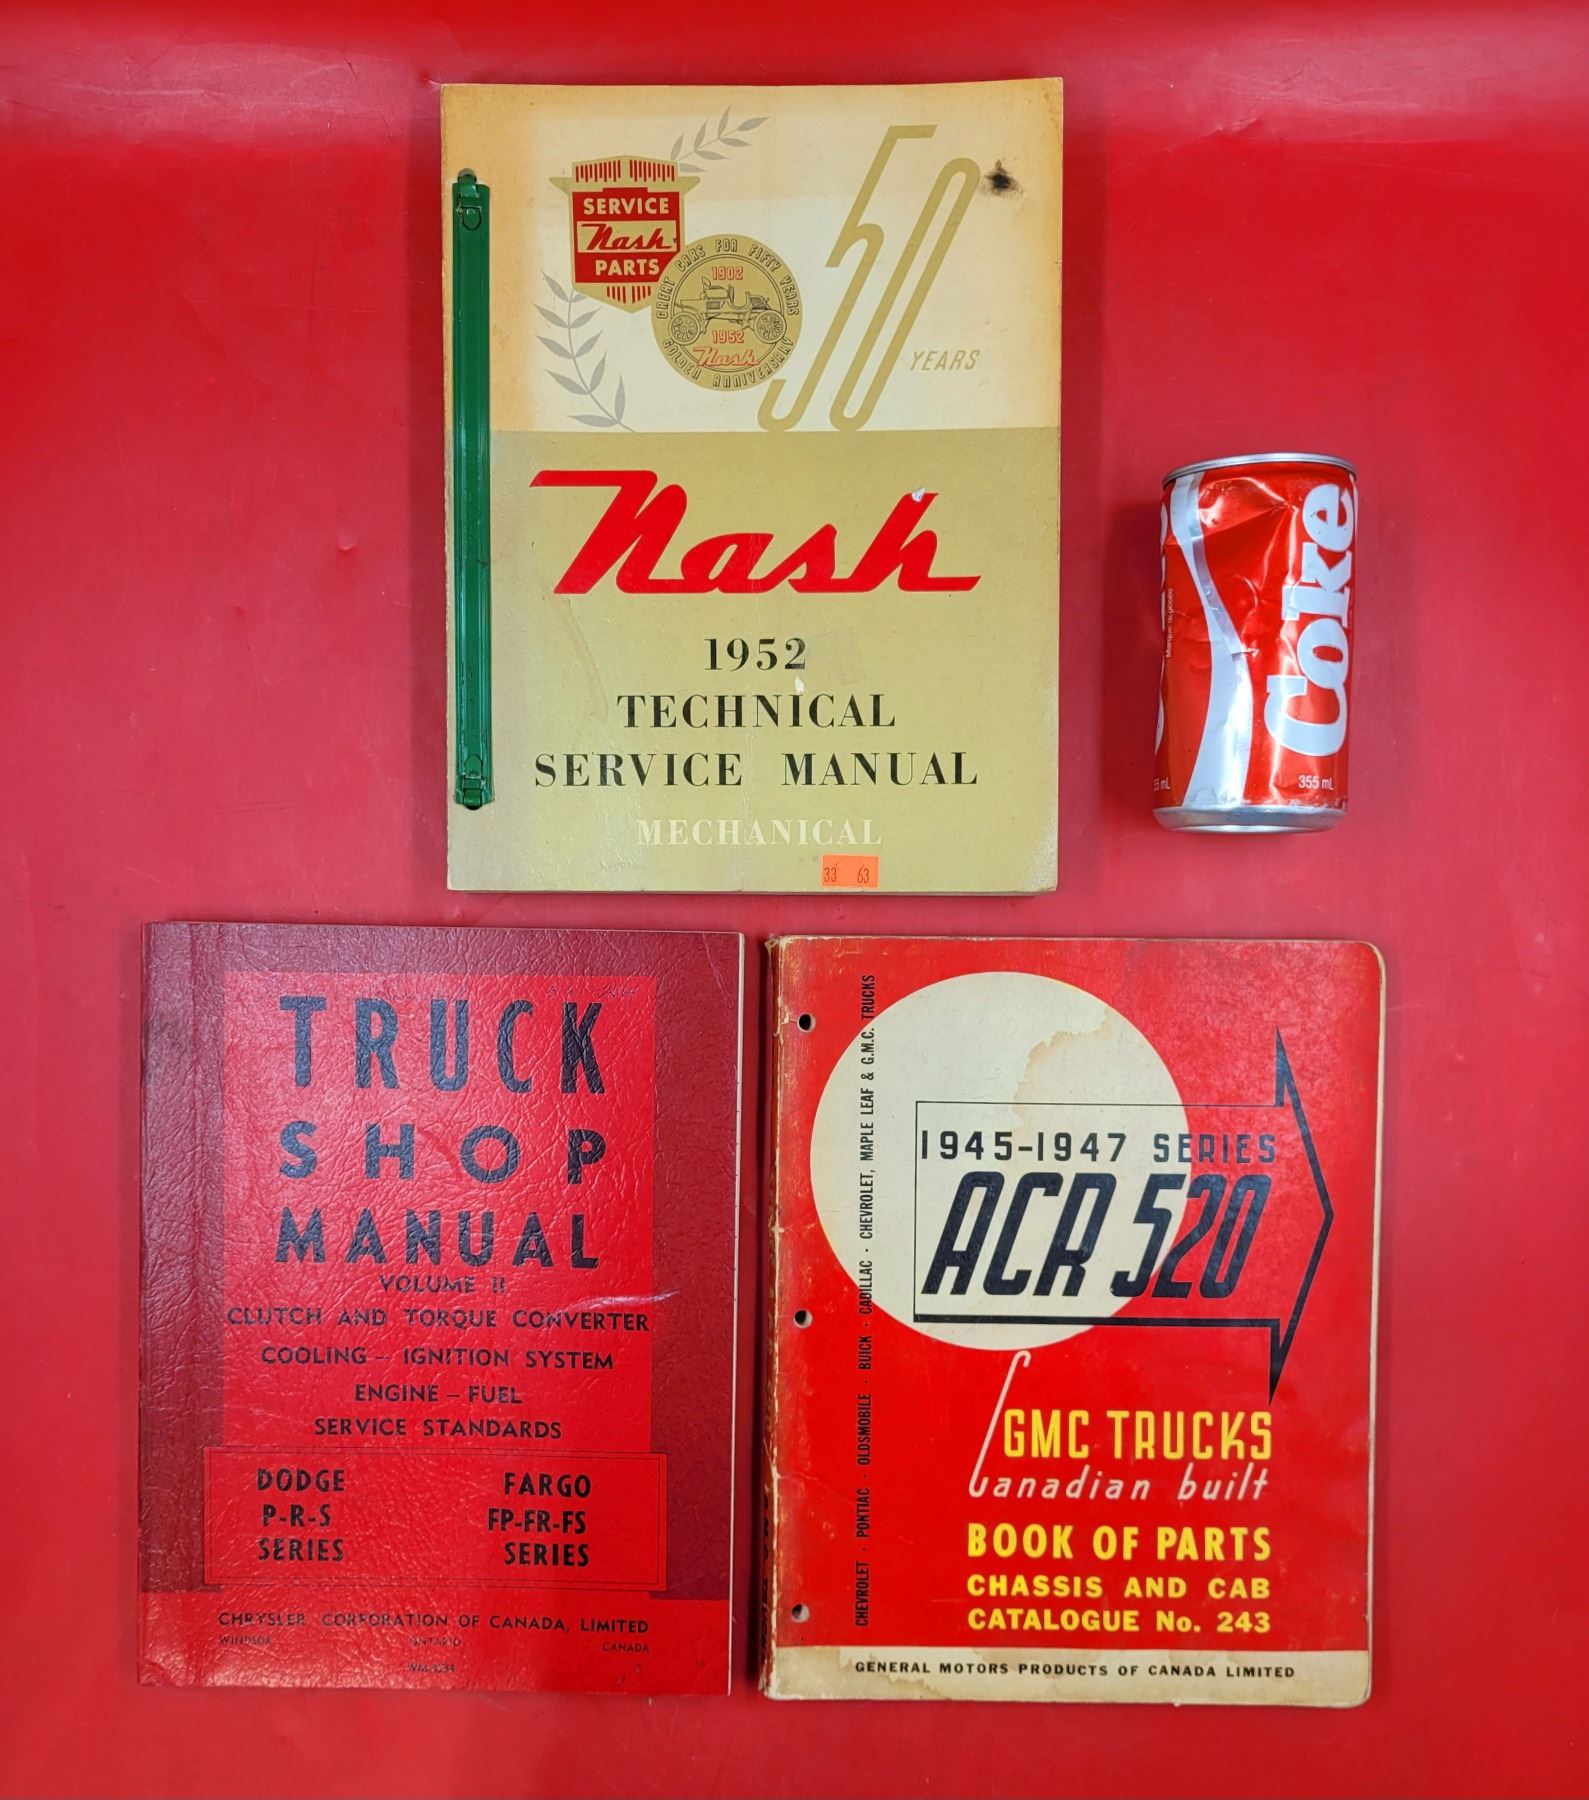 SERVICE
Nash
PARTS
GREAT CARS FOR FIFTY YEARS
1902
1952
Nash
GOLDEN ANNIVERSARY
50
YEARS
Nash
1952
TECHNICAL
SERVICE MANUAL
MECHANICAL
33 63
Coke
Marque déposée
355 mL
TRUCK
SHOP
MANUAL
VOLUME II
CLUTCH AND TORQUE CONVERTER
COOLING – IGNITION SYSTEM
ENGINE – FUEL
SERVICE STANDARDS
DODGE
P-R-S
SERIES
FARGO
FP-FR-FS
SERIES
CHRYSLER CORPORATION OF CANADA, LIMITED
WINDSOR ONTARIO CANADA
CHEVROLET · PONTIAC · OLDSMOBILE · BUICK · CADILLAC · CHEVROLET, MAPLE LEAF & G.M.C. TRUCKS
1945-1947 SERIES
ACR 520
GMC TRUCKS
Canadian built
BOOK OF PARTS
CHASSIS AND CAB
CATALOGUE No. 243
GENERAL MOTORS PRODUCTS OF CANADA LIMITED